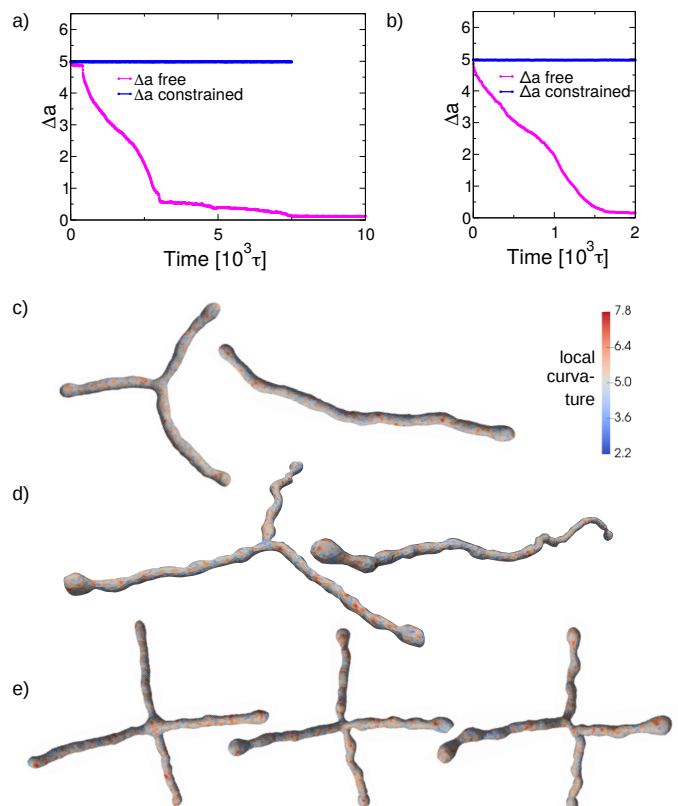 a)
6
5
4
3
2
1
0
Δa
Δa free
Δa constrained
0
5
10
Time [10³τ]
b)
6
5
4
3
2
1
0
Δa
Δa free
Δa constrained
0
1
2
Time [10³τ]
c)
local
curva-
ture
7.8
6.4
5.0
3.6
2.2
d)
e)